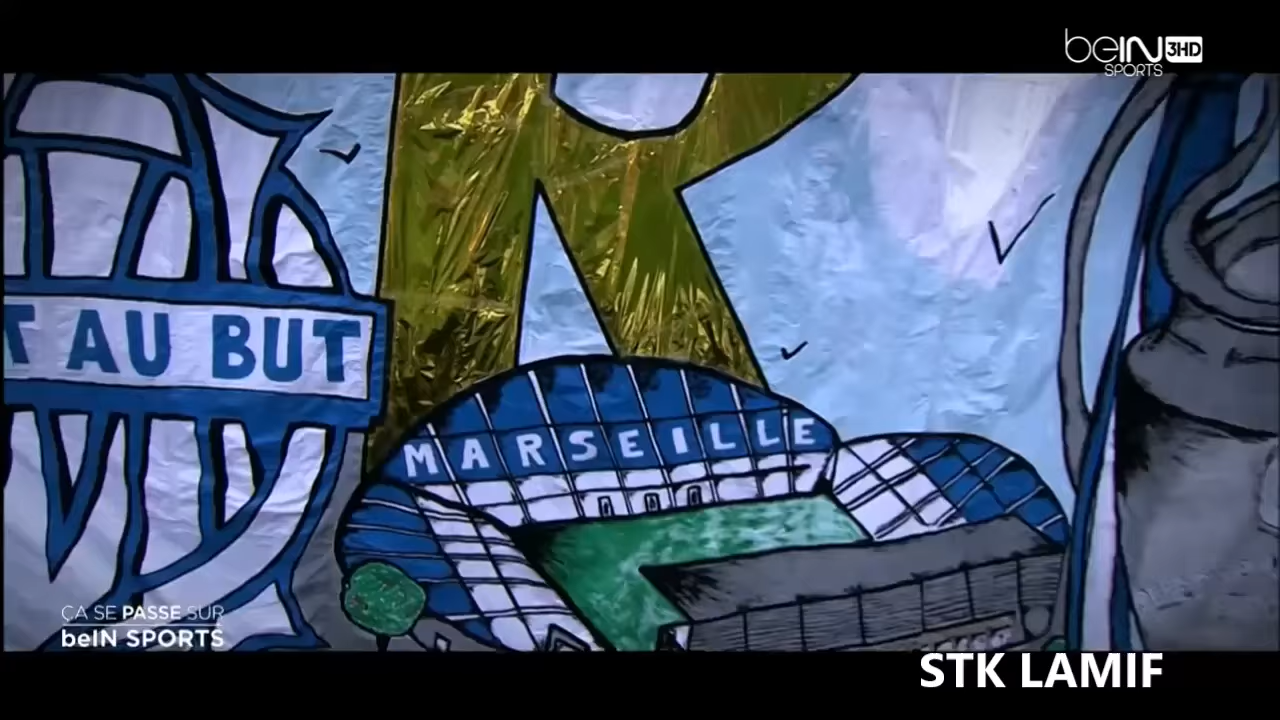 beIN 3HD
SPORTS
T AU BUT
MARSEILLE
ÇA SE PASSE SUR
beIN SPORTS
STK LAMIF